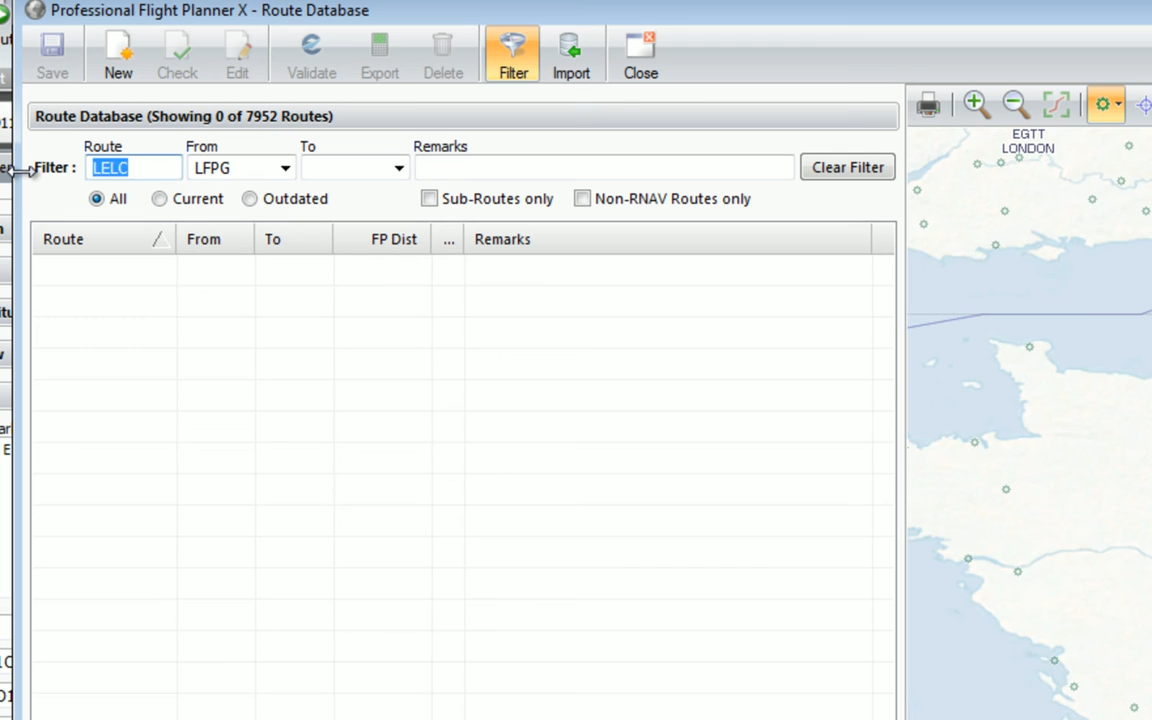 Professional Flight Planner X - Route Database
Save New Check Edit Validate Export Delete Filter Import Close
Route Database (Showing 0 of 7952 Routes)
Route From To Remarks
Filter : LELC LFPG Clear Filter
All Current Outdated Sub-Routes only Non-RNAV Routes only
Route From To FP Dist ... Remarks
EGTT
LONDON